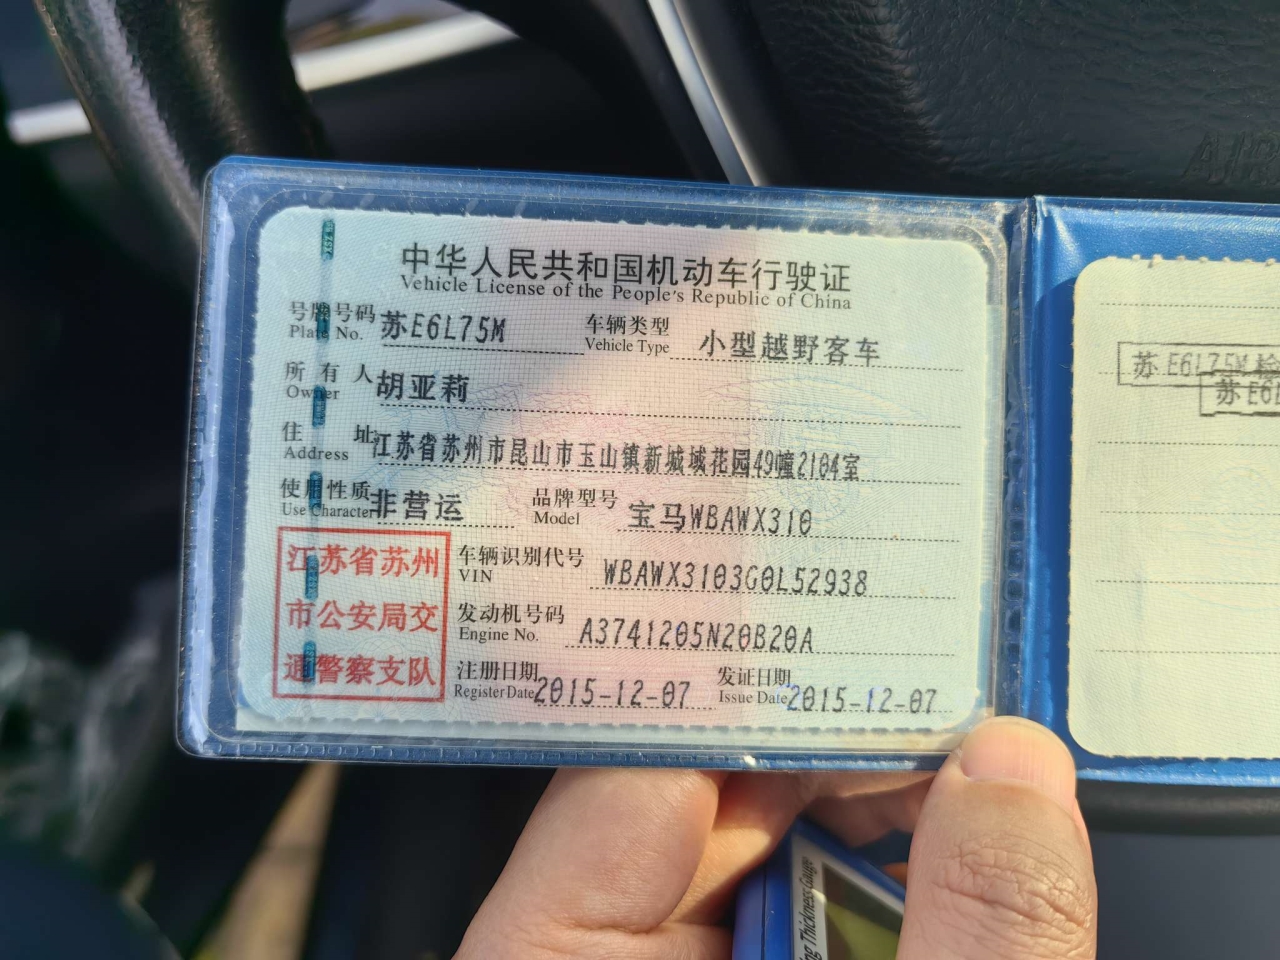 中华人民共和国机动车行驶证
Vehicle License of the People's Republic of China
号牌号码 苏E6L75M 车辆类型 小型越野客车
Plate No. Vehicle Type
所有人 胡亚莉
Owner
住址 江苏省苏州市昆山市玉山镇新城域花园49幢2104室
Address
使用性质 非营运 品牌型号 宝马WBAWX310
Use Character Model
江苏省苏州
市公安局交
通警察支队
车辆识别代号 WBAWX3103G0L52938
VIN
发动机号码 A3741205N20B20A
Engine No.
注册日期 2015-12-07 发证日期 2015-12-07
Register Date Issue Date
苏E6L75M 检
苏E6L
Thickness Gauge